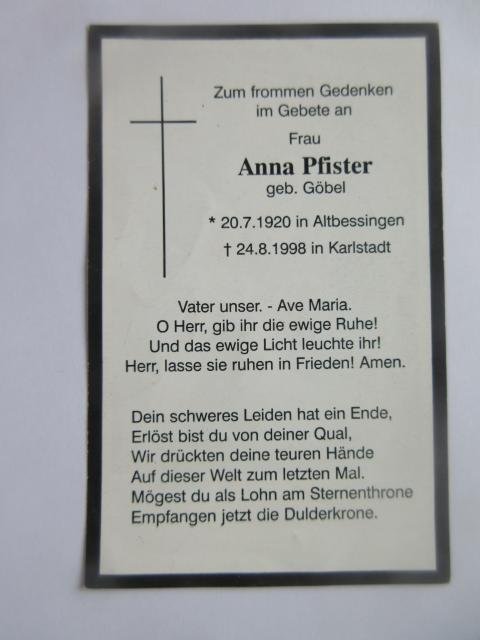 Zum frommen Gedenken
im Gebete an
Frau
Anna Pfister
geb. Göbel
* 20.7.1920 in Altbessingen
† 24.8.1998 in Karlstadt
Vater unser. - Ave Maria.
O Herr, gib ihr die ewige Ruhe!
Und das ewige Licht leuchte ihr!
Herr, lasse sie ruhen in Frieden! Amen.
Dein schweres Leiden hat ein Ende,
Erlöst bist du von deiner Qual,
Wir drückten deine teuren Hände
Auf dieser Welt zum letzten Mal.
Mögest du als Lohn am Sternenthrone
Empfangen jetzt die Dulderkrone.